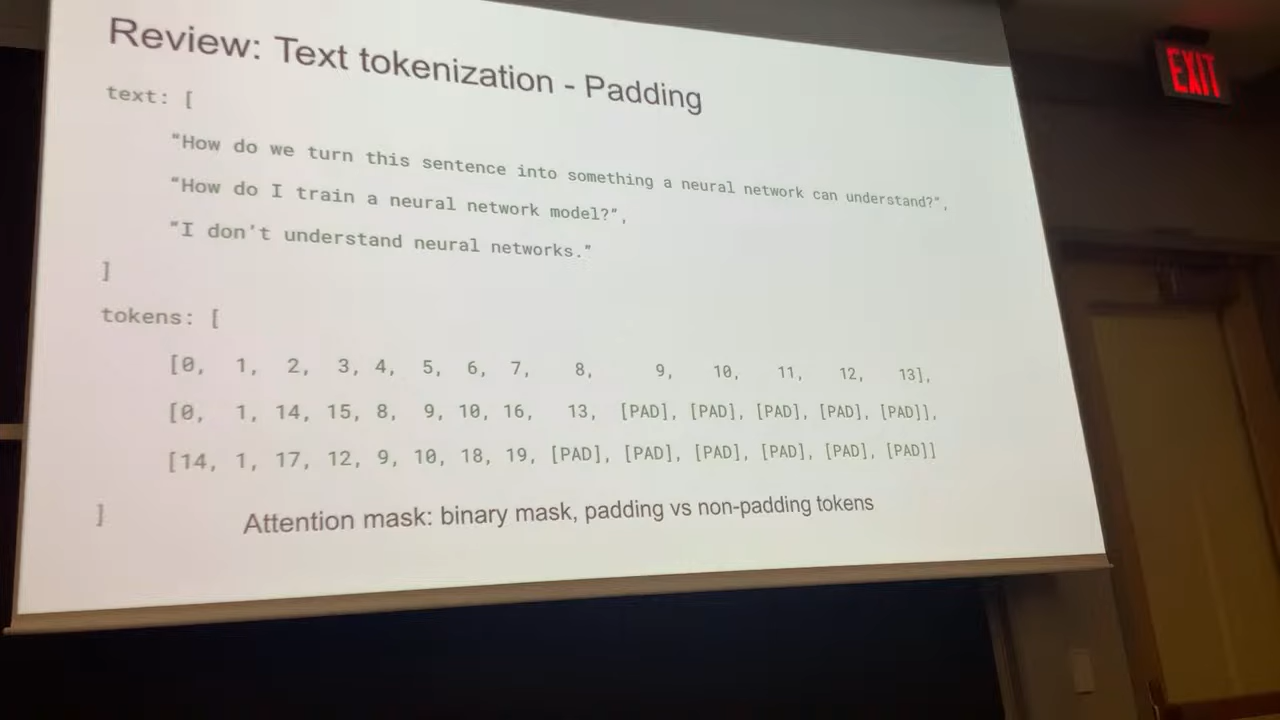 Review: Text tokenization - Padding
EXIT
text: [
"How do we turn this sentence into something a neural network can understand?",
"How do I train a neural network model?",
"I don't understand neural networks."
]
tokens: [
[0, 1, 2, 3, 4, 5, 6, 7, 8, 9, 10, 11, 12, 13],
[0, 1, 14, 15, 8, 9, 10, 16, 13, [PAD], [PAD], [PAD], [PAD], [PAD]],
[14, 1, 17, 12, 9, 10, 18, 19, [PAD], [PAD], [PAD], [PAD], [PAD], [PAD]]
]
Attention mask: binary mask, padding vs non-padding tokens